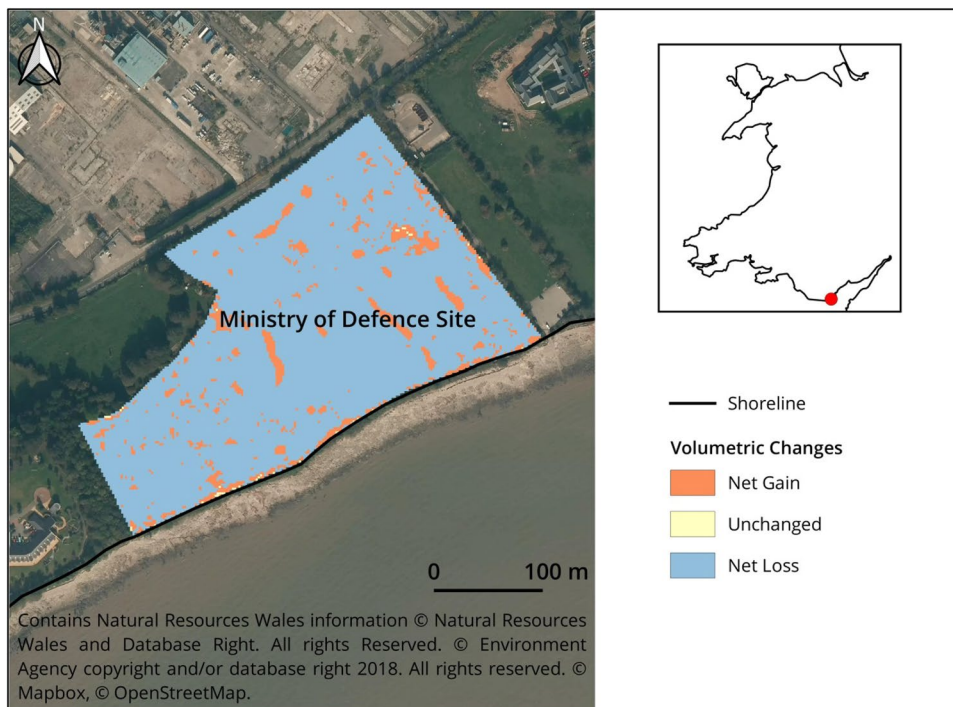 N
Ministry of Defence Site
0 100 m
Contains Natural Resources Wales information © Natural Resources
Wales and Database Right. All rights Reserved. © Environment
Agency copyright and/or database right 2018. All rights reserved. ©
Mapbox, © OpenStreetMap.
Shoreline
Volumetric Changes
Net Gain
Unchanged
Net Loss